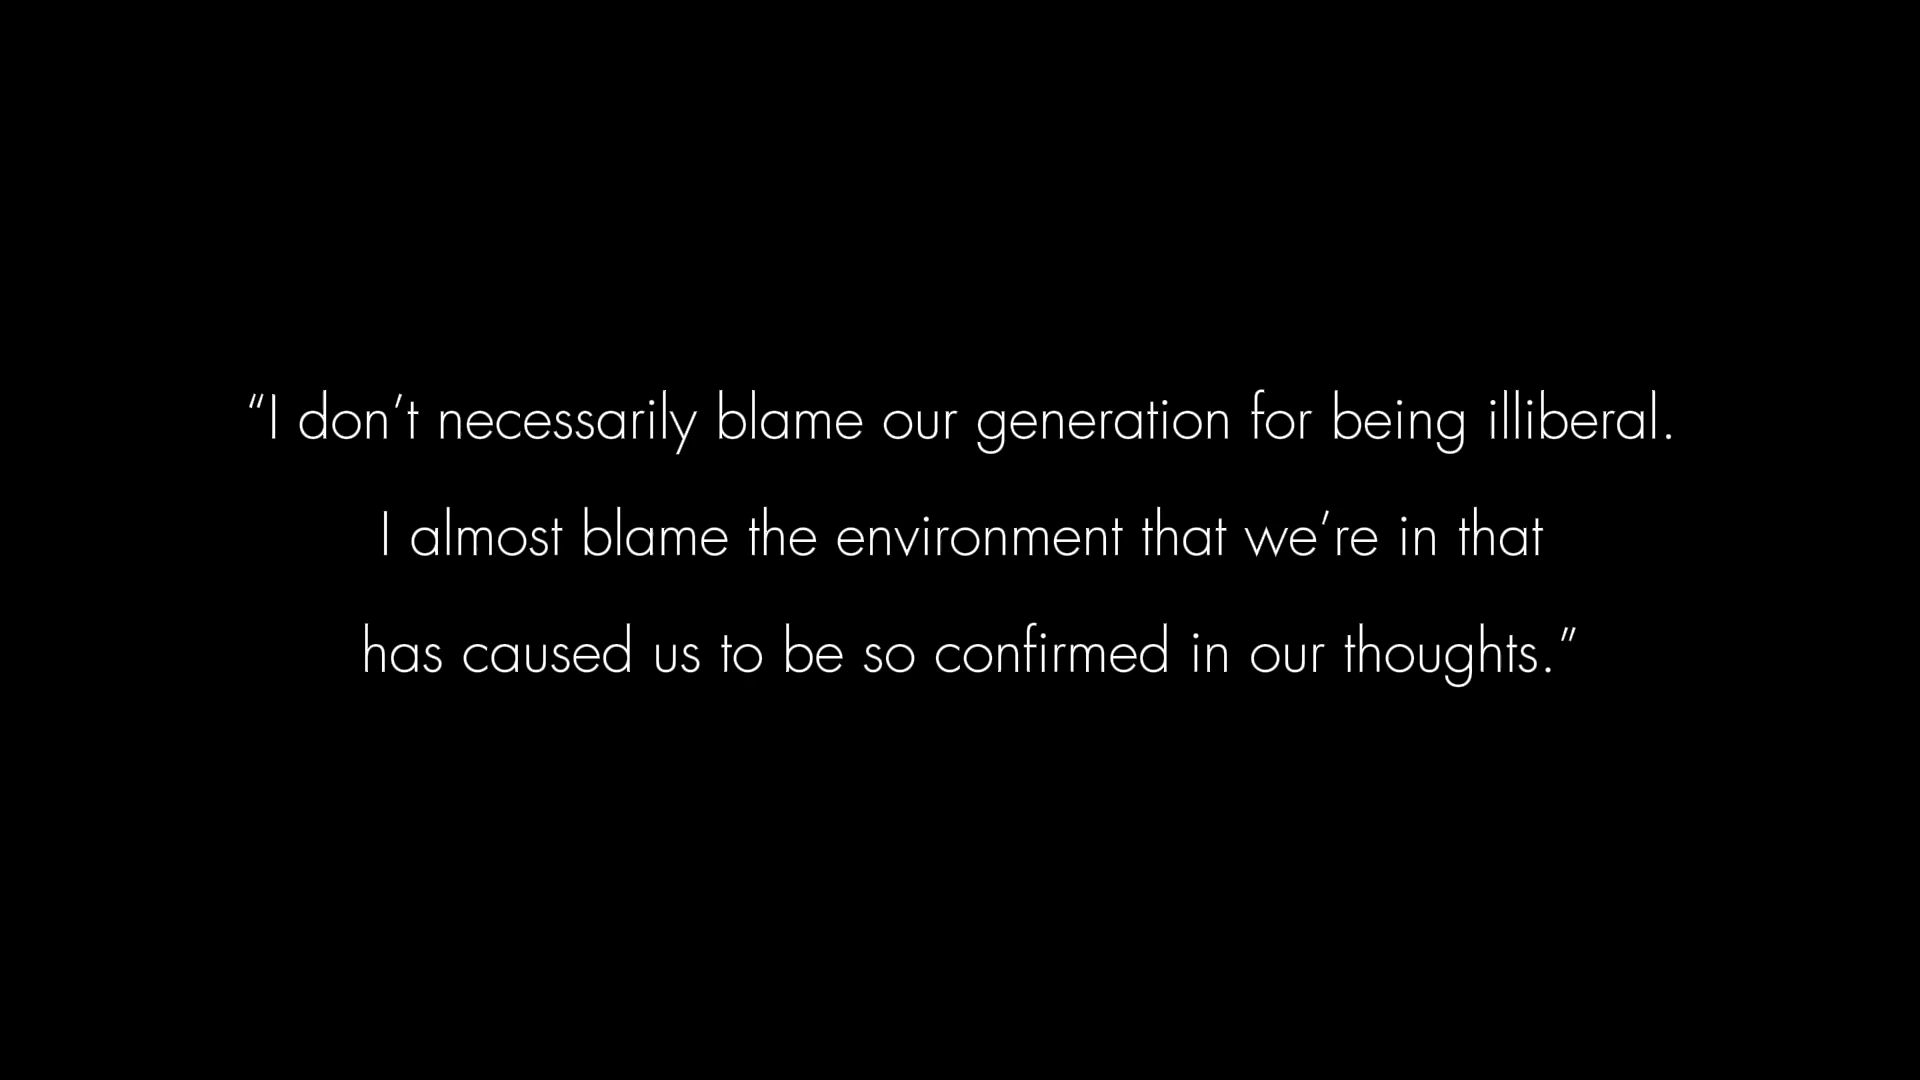 “I don’t necessarily blame our generation for being illiberal.
I almost blame the environment that we’re in that
has caused us to be so confirmed in our thoughts.”